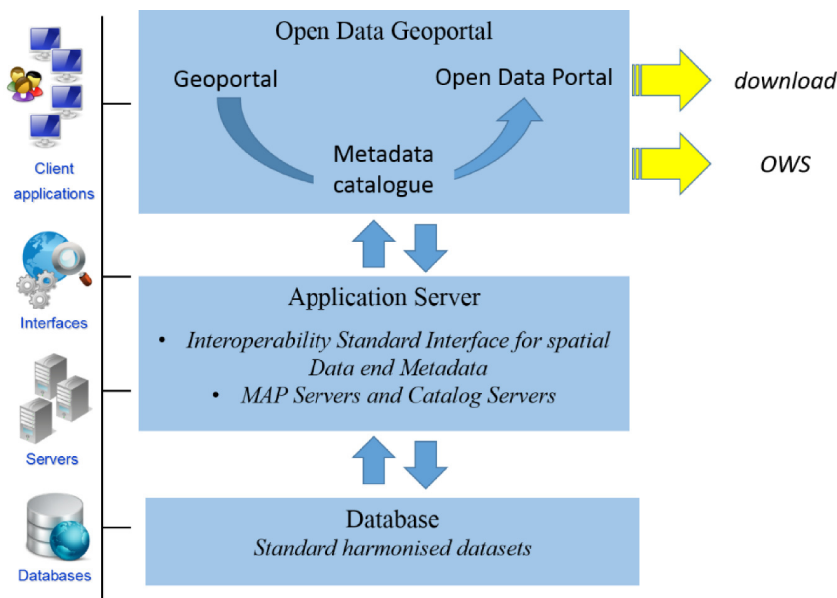 Open Data Geoportal
Geoportal
Open Data Portal
Metadata
catalogue
download
OWS
Client
applications
Interfaces
Application Server
• Interoperability Standard Interface for spatial
Data end Metadata
• MAP Servers and Catalog Servers
Servers
Database
Standard harmonised datasets
Databases